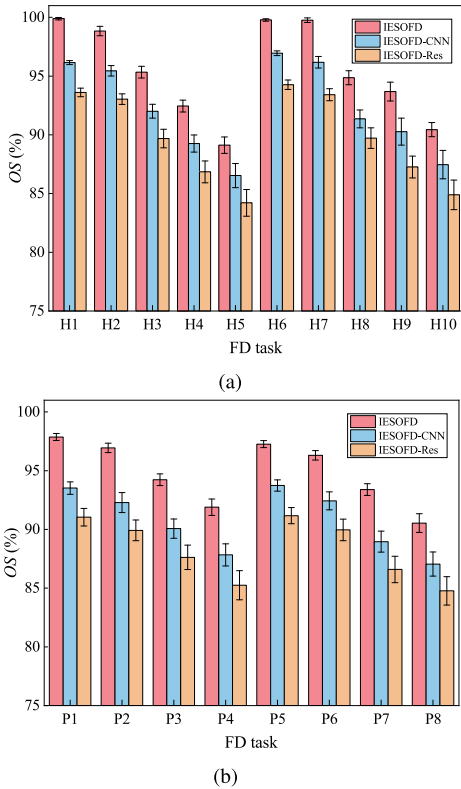 100
95
90
85
80
75
OS (%)
IESOFD
IESOFD-CNN
IESOFD-Res
H1 H2 H3 H4 H5 H6 H7 H8 H9 H10
FD task
(a)
100
95
90
85
80
75
OS (%)
IESOFD
IESOFD-CNN
IESOFD-Res
P1 P2 P3 P4 P5 P6 P7 P8
FD task
(b)